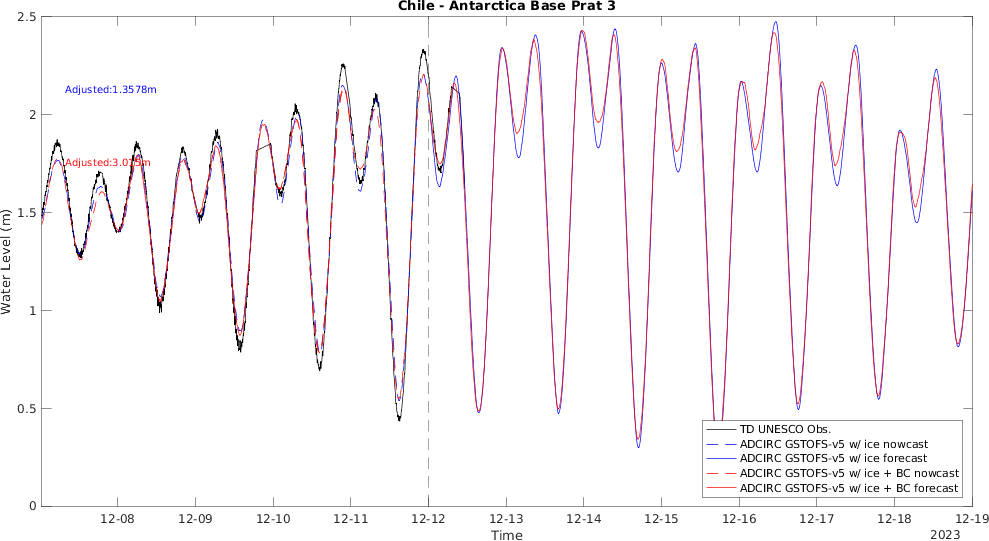 Chile - Antarctica Base Prat 3
2.5
2
1.5
1
0.5
0
Water Level (m)
Adjusted:1.3578m
TD UNESCO Obs.
ADCIRC GSTOFS-v5 w/ ice nowcast
ADCIRC GSTOFS-v5 w/ ice forecast
ADCIRC GSTOFS-v5 w/ ice + BC nowcast
ADCIRC GSTOFS-v5 w/ ice + BC forecast
12-08 12-09 12-10 12-11 12-12 12-13 12-14 12-15 12-16 12-17 12-18 12-19
Time
2023